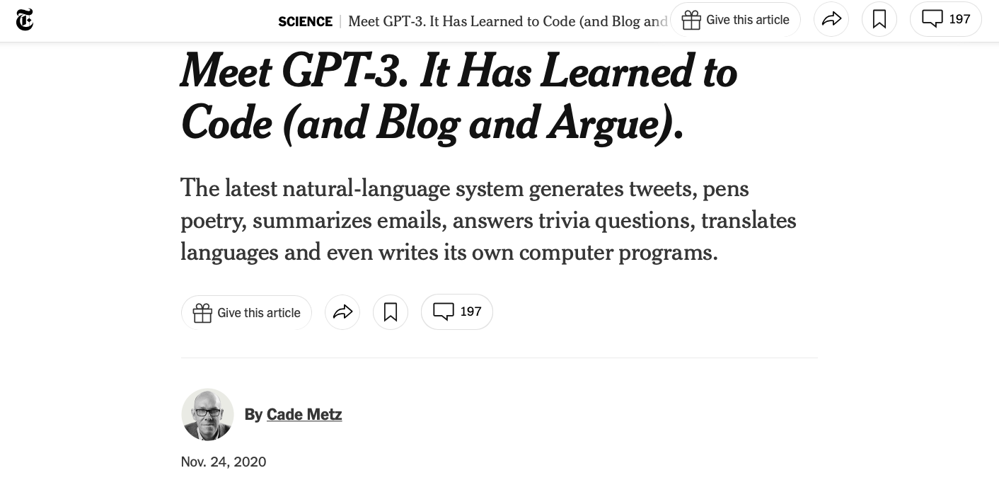 SCIENCE | Meet GPT-3. It Has Learned to Code (and Blog and
Give this article
197
Meet GPT-3. It Has Learned to
Code (and Blog and Argue).
The latest natural-language system generates tweets, pens
poetry, summarizes emails, answers trivia questions, translates
languages and even writes its own computer programs.
Give this article
197
By Cade Metz
Nov. 24, 2020